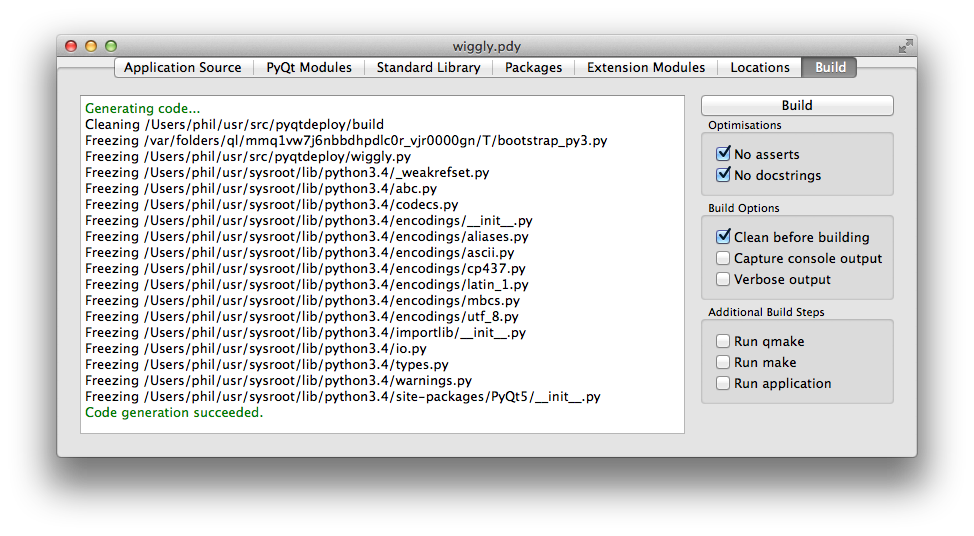 wiggly.pdy
Application Source PyQt Modules Standard Library Packages Extension Modules Locations Build
Generating code...
Cleaning /Users/phil/usr/src/pyqtdeploy/build
Freezing /var/folders/ql/mmq1vw7j6nbbdhpdlc0r_vjr0000gn/T/bootstrap_py3.py
Freezing /Users/phil/usr/src/pyqtdeploy/wiggly.py
Freezing /Users/phil/usr/sysroot/lib/python3.4/_weakrefset.py
Freezing /Users/phil/usr/sysroot/lib/python3.4/abc.py
Freezing /Users/phil/usr/sysroot/lib/python3.4/codecs.py
Freezing /Users/phil/usr/sysroot/lib/python3.4/encodings/__init__.py
Freezing /Users/phil/usr/sysroot/lib/python3.4/encodings/aliases.py
Freezing /Users/phil/usr/sysroot/lib/python3.4/encodings/ascii.py
Freezing /Users/phil/usr/sysroot/lib/python3.4/encodings/cp437.py
Freezing /Users/phil/usr/sysroot/lib/python3.4/encodings/latin_1.py
Freezing /Users/phil/usr/sysroot/lib/python3.4/encodings/mbcs.py
Freezing /Users/phil/usr/sysroot/lib/python3.4/encodings/utf_8.py
Freezing /Users/phil/usr/sysroot/lib/python3.4/importlib/__init__.py
Freezing /Users/phil/usr/sysroot/lib/python3.4/io.py
Freezing /Users/phil/usr/sysroot/lib/python3.4/types.py
Freezing /Users/phil/usr/sysroot/lib/python3.4/warnings.py
Freezing /Users/phil/usr/sysroot/lib/python3.4/site-packages/PyQt5/__init__.py
Code generation succeeded.
Build
Optimisations
No asserts
No docstrings
Build Options
Clean before building
Capture console output
Verbose output
Additional Build Steps
Run qmake
Run make
Run application